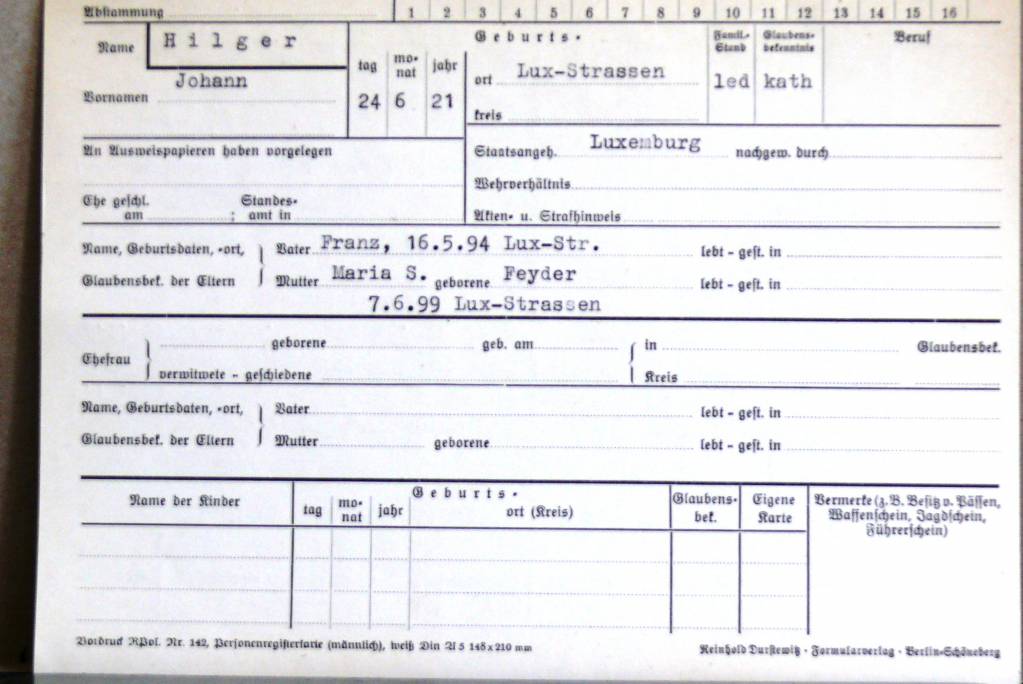 Abstammung 1 2 3 4 5 6 7 8 9 10 11 12 13 14 15 16
Name Hilger
Vornamen Johann
tag monat jahr
24 6 21
Geburts-
ort Lux-Strassen
kreis
Famil.-Stand
led
Glaubens-bekenntnis
kath
Beruf
An Ausweispapieren haben vorgelegen
Ehe geschl. Standes-
am ; amt in
Staatsangeh. Luxemburg nachgew. durch
Wehrverhältnis
Akten- u. Strafhinweis
Name, Geburtsdaten, -ort, Vater Franz, 16.5.94 Lux-Str. lebt - gest. in
Glaubensbek. der Eltern Mutter Maria S. geborene Feyder lebt - gest. in
7.6.99 Lux-Strassen
Ehefrau geborene geb. am in Glaubensbek.
verwitwete - geschiedene Kreis
Name, Geburtsdaten, -ort, Vater lebt - gest. in
Glaubensbek. der Eltern Mutter geborene lebt - gest. in
Name der Kinder
Geburts-
tag mo-nat jahr ort (Kreis)
Glaubens-bek.
Eigene Karte
Vermerke (z. B. Besitz v. Pässen,
Waffenschein, Jagdschein,
Führerschein)
Vordruck RPol. Nr. 142, Personenregisterkarte (männlich), weiß Din A 5 148 x 210 mm
Reinhold Durstewitz · Formularverlag · Berlin-Schöneberg